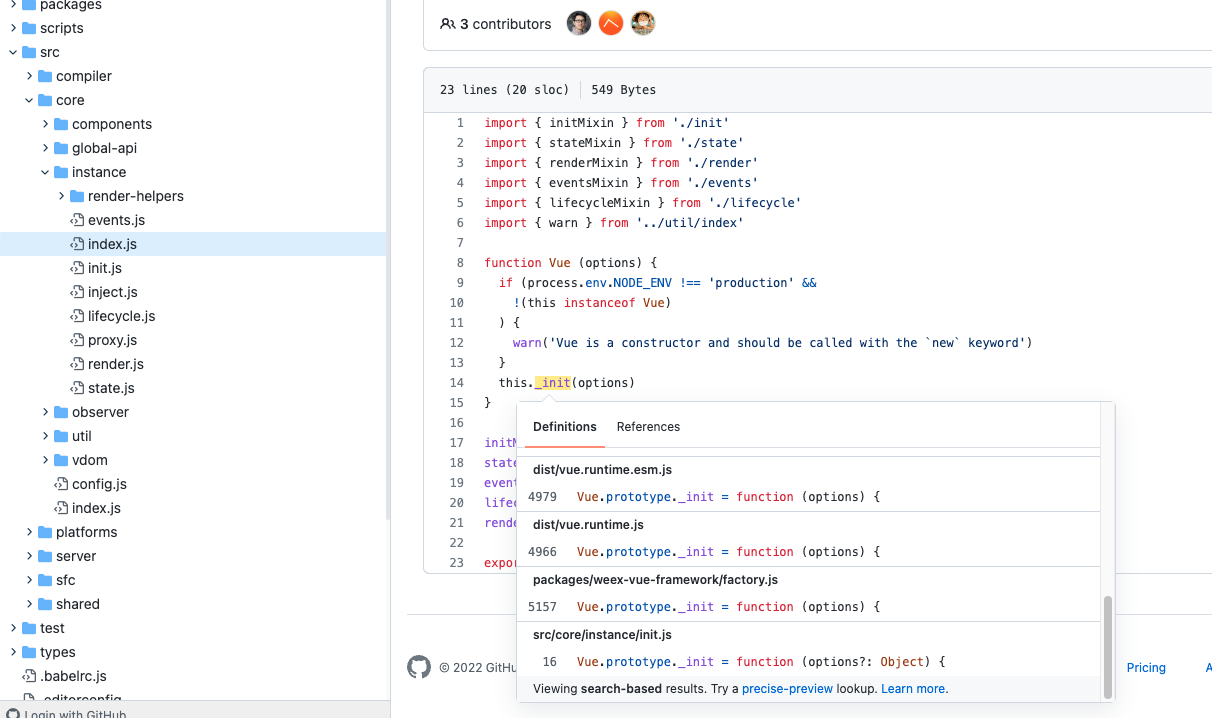 packages
scripts
src
compiler
core
components
global-api
instance
render-helpers
events.js
index.js
init.js
inject.js
lifecycle.js
proxy.js
render.js
state.js
observer
util
vdom
config.js
index.js
platforms
server
sfc
shared
test
types
.babelrc.js
.editorconfig
Login with GitHub
3 contributors
23 lines (20 sloc) 549 Bytes
1 import { initMixin } from './init'
2 import { stateMixin } from './state'
3 import { renderMixin } from './render'
4 import { eventsMixin } from './events'
5 import { lifecycleMixin } from './lifecycle'
6 import { warn } from '../util/index'
7
8 function Vue (options) {
9 if (process.env.NODE_ENV !== 'production' &&
10 !(this instanceof Vue)
11 ) {
12 warn('Vue is a constructor and should be called with the `new` keyword')
13 }
14 this._init(options)
15 }
16
17 initM
18 state
19 event
20 lifec
21 rende
22
23 expor
Definitions References
dist/vue.runtime.esm.js
4979 Vue.prototype._init = function (options) {
dist/vue.runtime.js
4966 Vue.prototype._init = function (options) {
packages/weex-vue-framework/factory.js
5157 Vue.prototype._init = function (options) {
src/core/instance/init.js
16 Vue.prototype._init = function (options?: Object) {
Viewing search-based results. Try a precise-preview lookup. Learn more.
© 2022 GitHu
Pricing
A